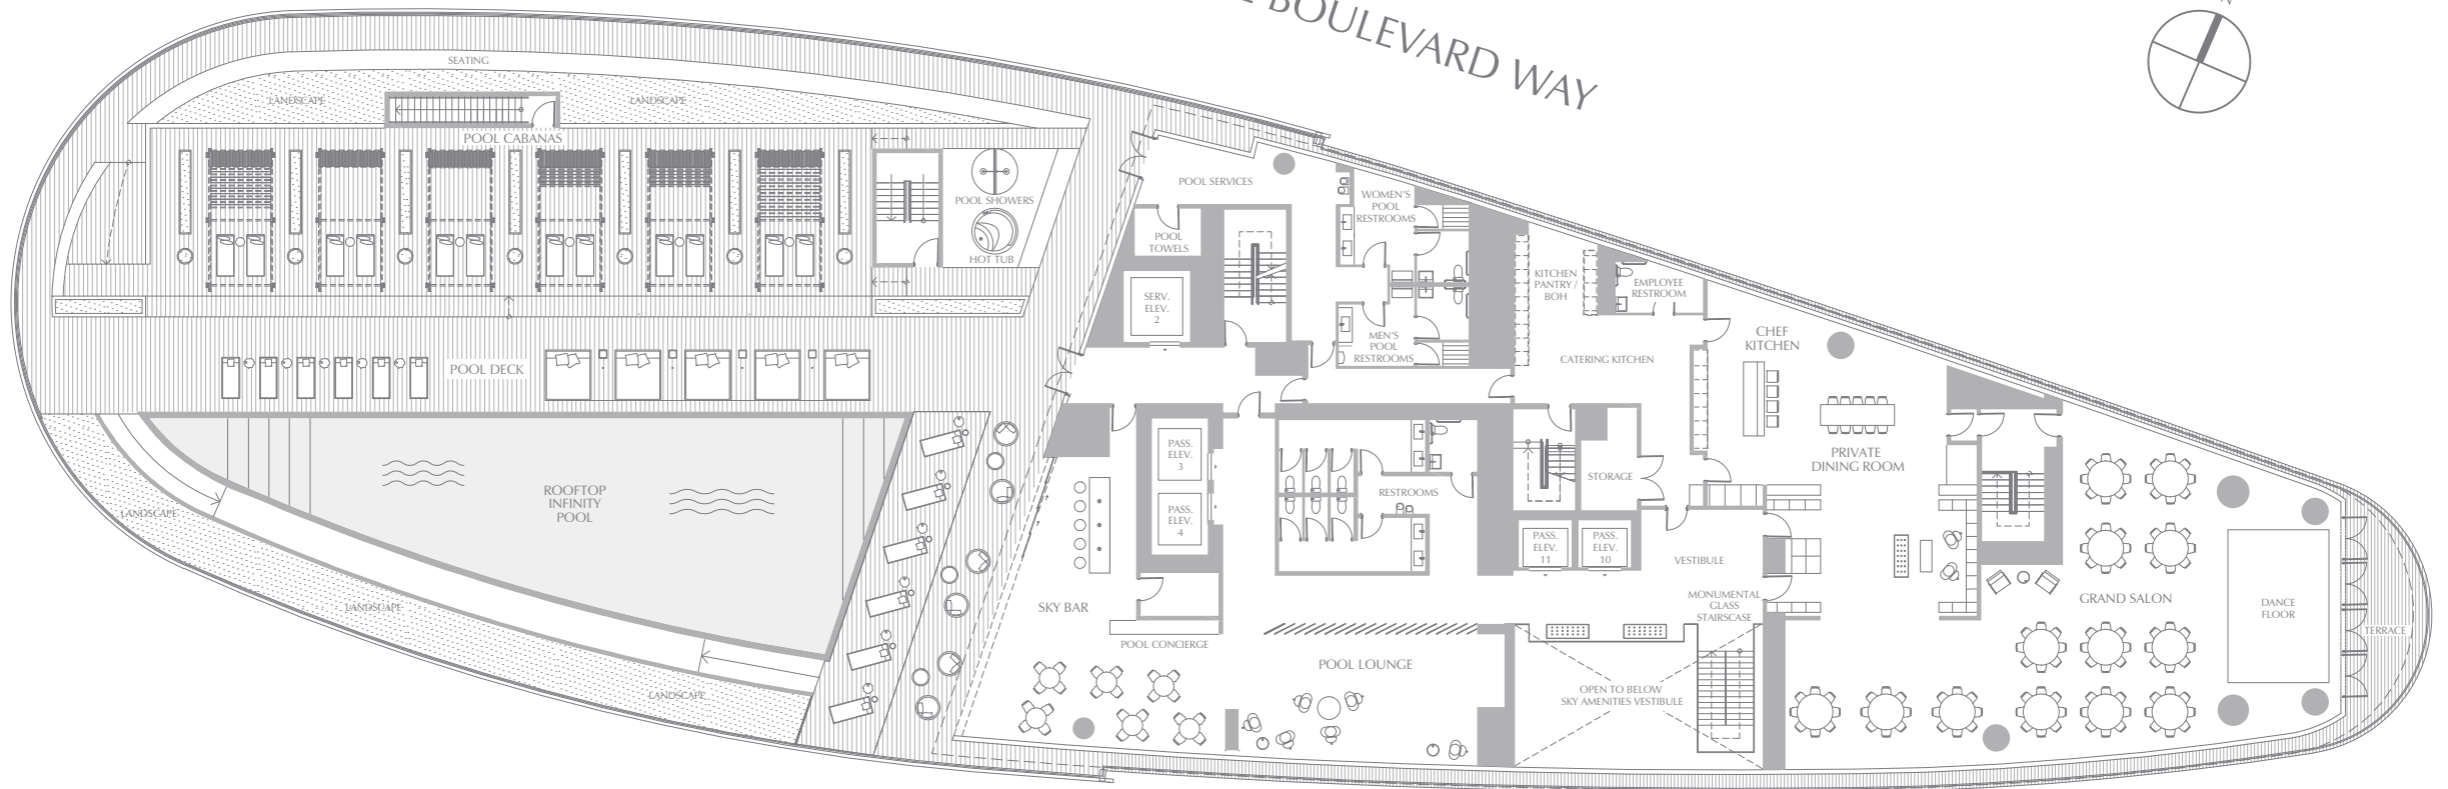 BOULEVARD WAY
N
SEATING
LANDSCAPE
LANDSCAPE
POOL CABANAS
POOL SHOWERS
HOT TUB
POOL DECK
ROOFTOP
INFINITY
POOL
LANDSCAPE
LANDSCAPE
LANDSCAPE
POOL SERVICES
POOL
TOWELS
SERV.
ELEV.
2
WOMEN'S
POOL
RESTROOMS
MEN'S
POOL
RESTROOMS
KITCHEN
PANTRY /
BOH
EMPLOYEE
RESTROOM
CATERING KITCHEN
CHEF
KITCHEN
PRIVATE
DINING ROOM
PASS.
ELEV.
3
PASS.
ELEV.
4
RESTROOMS
STORAGE
PASS.
ELEV.
11
PASS.
ELEV.
10
VESTIBULE
MONUMENTAL
GLASS
STAIRSCASE
SKY BAR
POOL CONCIERGE
POOL LOUNGE
OPEN TO BELOW
SKY AMENITIES VESTIBULE
GRAND SALON
DANCE
FLOOR
TERRACE